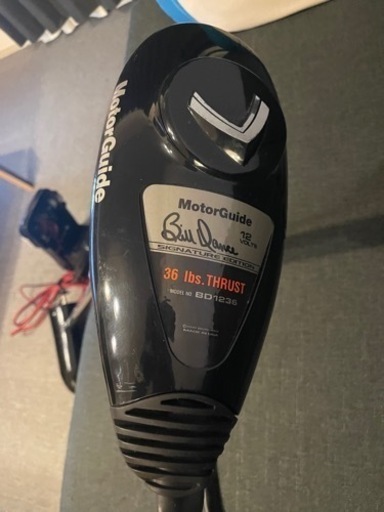 MotorGuide
MotorGuide
Bill Dance
12
VOLTS
SIGNATURE EDITION
36 lbs. THRUST
MODEL NO BD1236